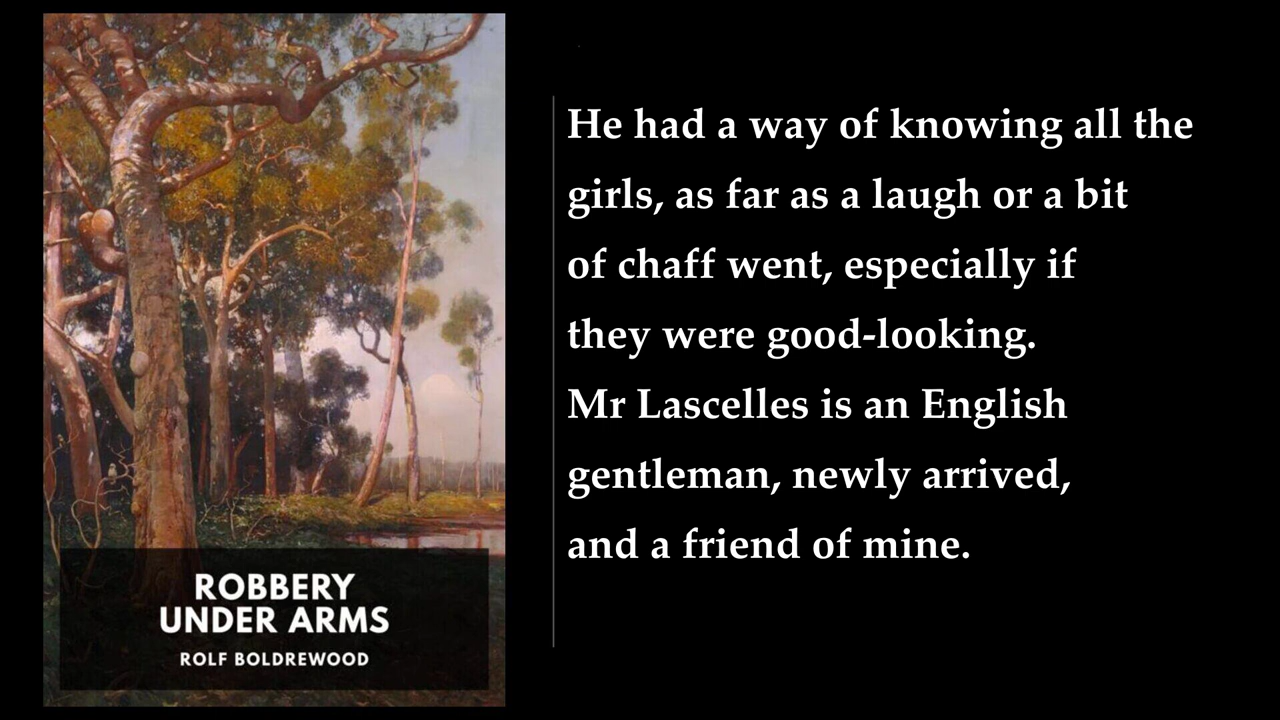 He had a way of knowing all the
girls, as far as a laugh or a bit
of chaff went, especially if
they were good-looking.
Mr Lascelles is an English
gentleman, newly arrived,
and a friend of mine.
ROBBERY
UNDER ARMS
ROLF BOLDREWOOD